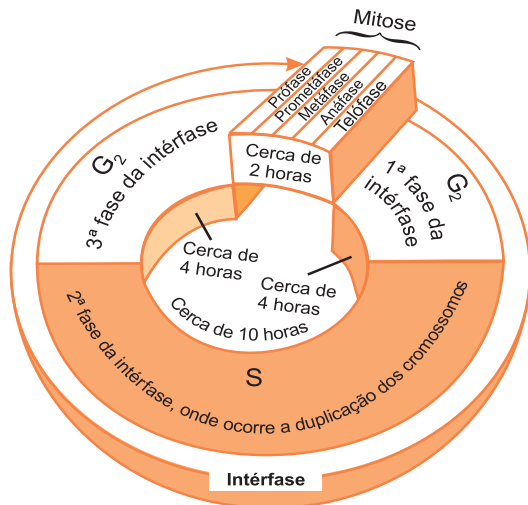 Mitose
Prófase
Prometáfase
Metáfase
Anáfase
Telófase
Cerca de
2 horas
G2
3ª fase da intérfase
G2
1ª fase da
intérfase
Cerca de
4 horas
Cerca de
4 horas
Cerca de 10 horas
S
2ª fase da intérfase, onde ocorre a duplicação dos cromossomos
Intérfase